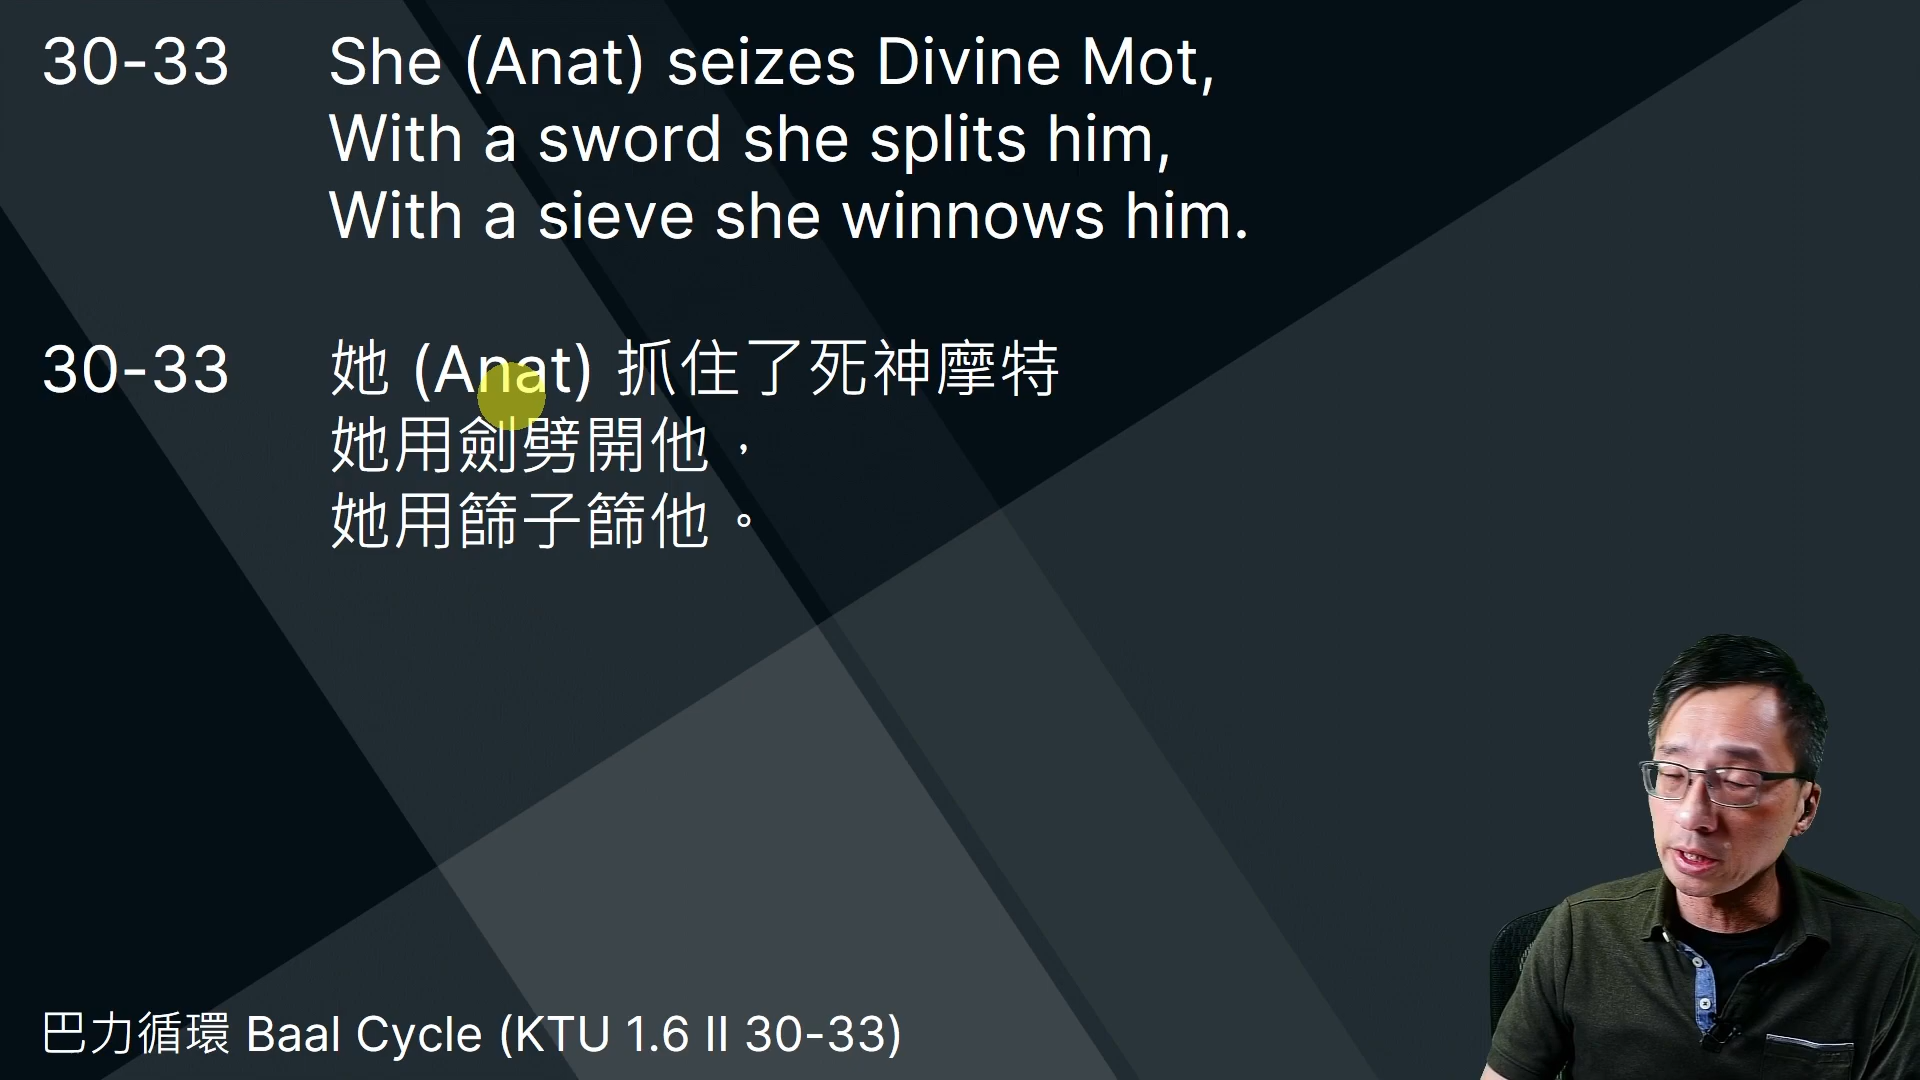 30-33 She (Anat) seizes Divine Mot,
With a sword she splits him,
With a sieve she winnows him.
30-33 她 (Anat) 抓住了死神摩特
她用劍劈開他，
她用篩子篩他。
巴力循環 Baal Cycle (KTU 1.6 II 30-33)